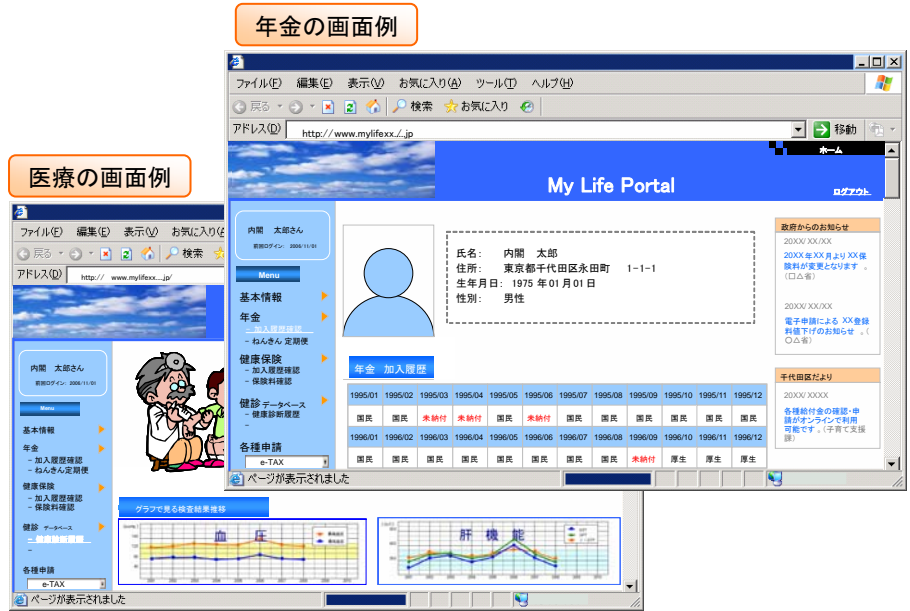 年金の画面例
ファイル(F) 編集(E) 表示(V) お気に入り(A) ツール(T) ヘルプ(H)
戻る 検索 お気に入り
アドレス(D) http://www.mylifexx./..jp 移動
ホーム
My Life Portal
ログアウト
内閣 太郎さん
前回ログイン: 2006/11/01
Menu
基本情報
年金
- 加入履歴確認
- ねんきん 定期便
健康保険
- 加入履歴確認
- 保険料確認
健診 データベース
- 健康診断履歴
-
各種申請
e-TAX
氏名: 内閣 太郎
住所: 東京都千代田区永田町 1-1-1
生年月日: 1975 年01月01日
性別: 男性
年金 加入履歴
1995/01 1995/02 1995/03 1995/04 1995/05 1995/06 1995/07 1995/08 1995/09 1995/10 1995/11 1995/12
国民 国民 未納付 未納付 国民 未納付 国民 国民 国民 国民 国民 国民
1996/01 1996/02 1996/03 1996/04 1996/05 1996/06 1996/07 1996/08 1996/09 1996/10 1996/11 1996/12
国民 国民 国民 国民 国民 国民 国民 国民 未納付 厚生 厚生 厚生
政府からのお知らせ
20XX/XX/XX
20XX年XX月よりXX保
険料が変更となります 。
(口△省)
20XX/XX/XX
電子申請による XX登録
料値下げのお知らせ 。(
〇△省)
千代田区だより
20XX/XXXX
各種給付金の確認・申
請がオンラインで利用
可能です 。(子育て支援
課)
ページが表示されました
医療の画面例
ファイル(F) 編集(E) 表示(V) お気に入り(
戻る 検索
アドレス(D) http:// www.mylifexx....jp/
内閣 太郎さん
前回ログイン: 2006/11/01
Menu
基本情報
年金
- 加入履歴確認
- ねんきん定期便
健康保険
- 加入履歴確認
- 保険料確認
健診 データベース
- 健康診断履歴
-
各種申請
e-TAX
グラフで見る検査結果推移
血 圧
肝 機 能
ページが表示されました